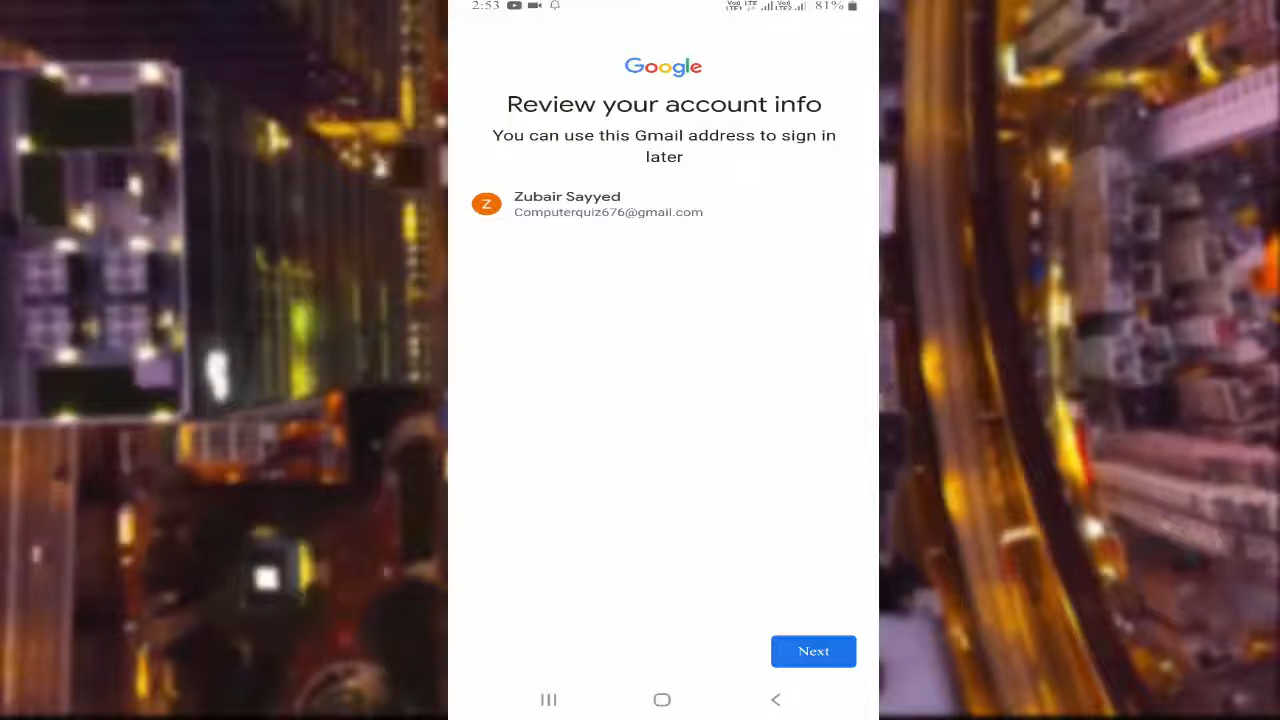 2:53 81%
Google
Review your account info
You can use this Gmail address to sign in
later
Z
Zubair Sayyed
Computerquiz676@gmail.com
Next